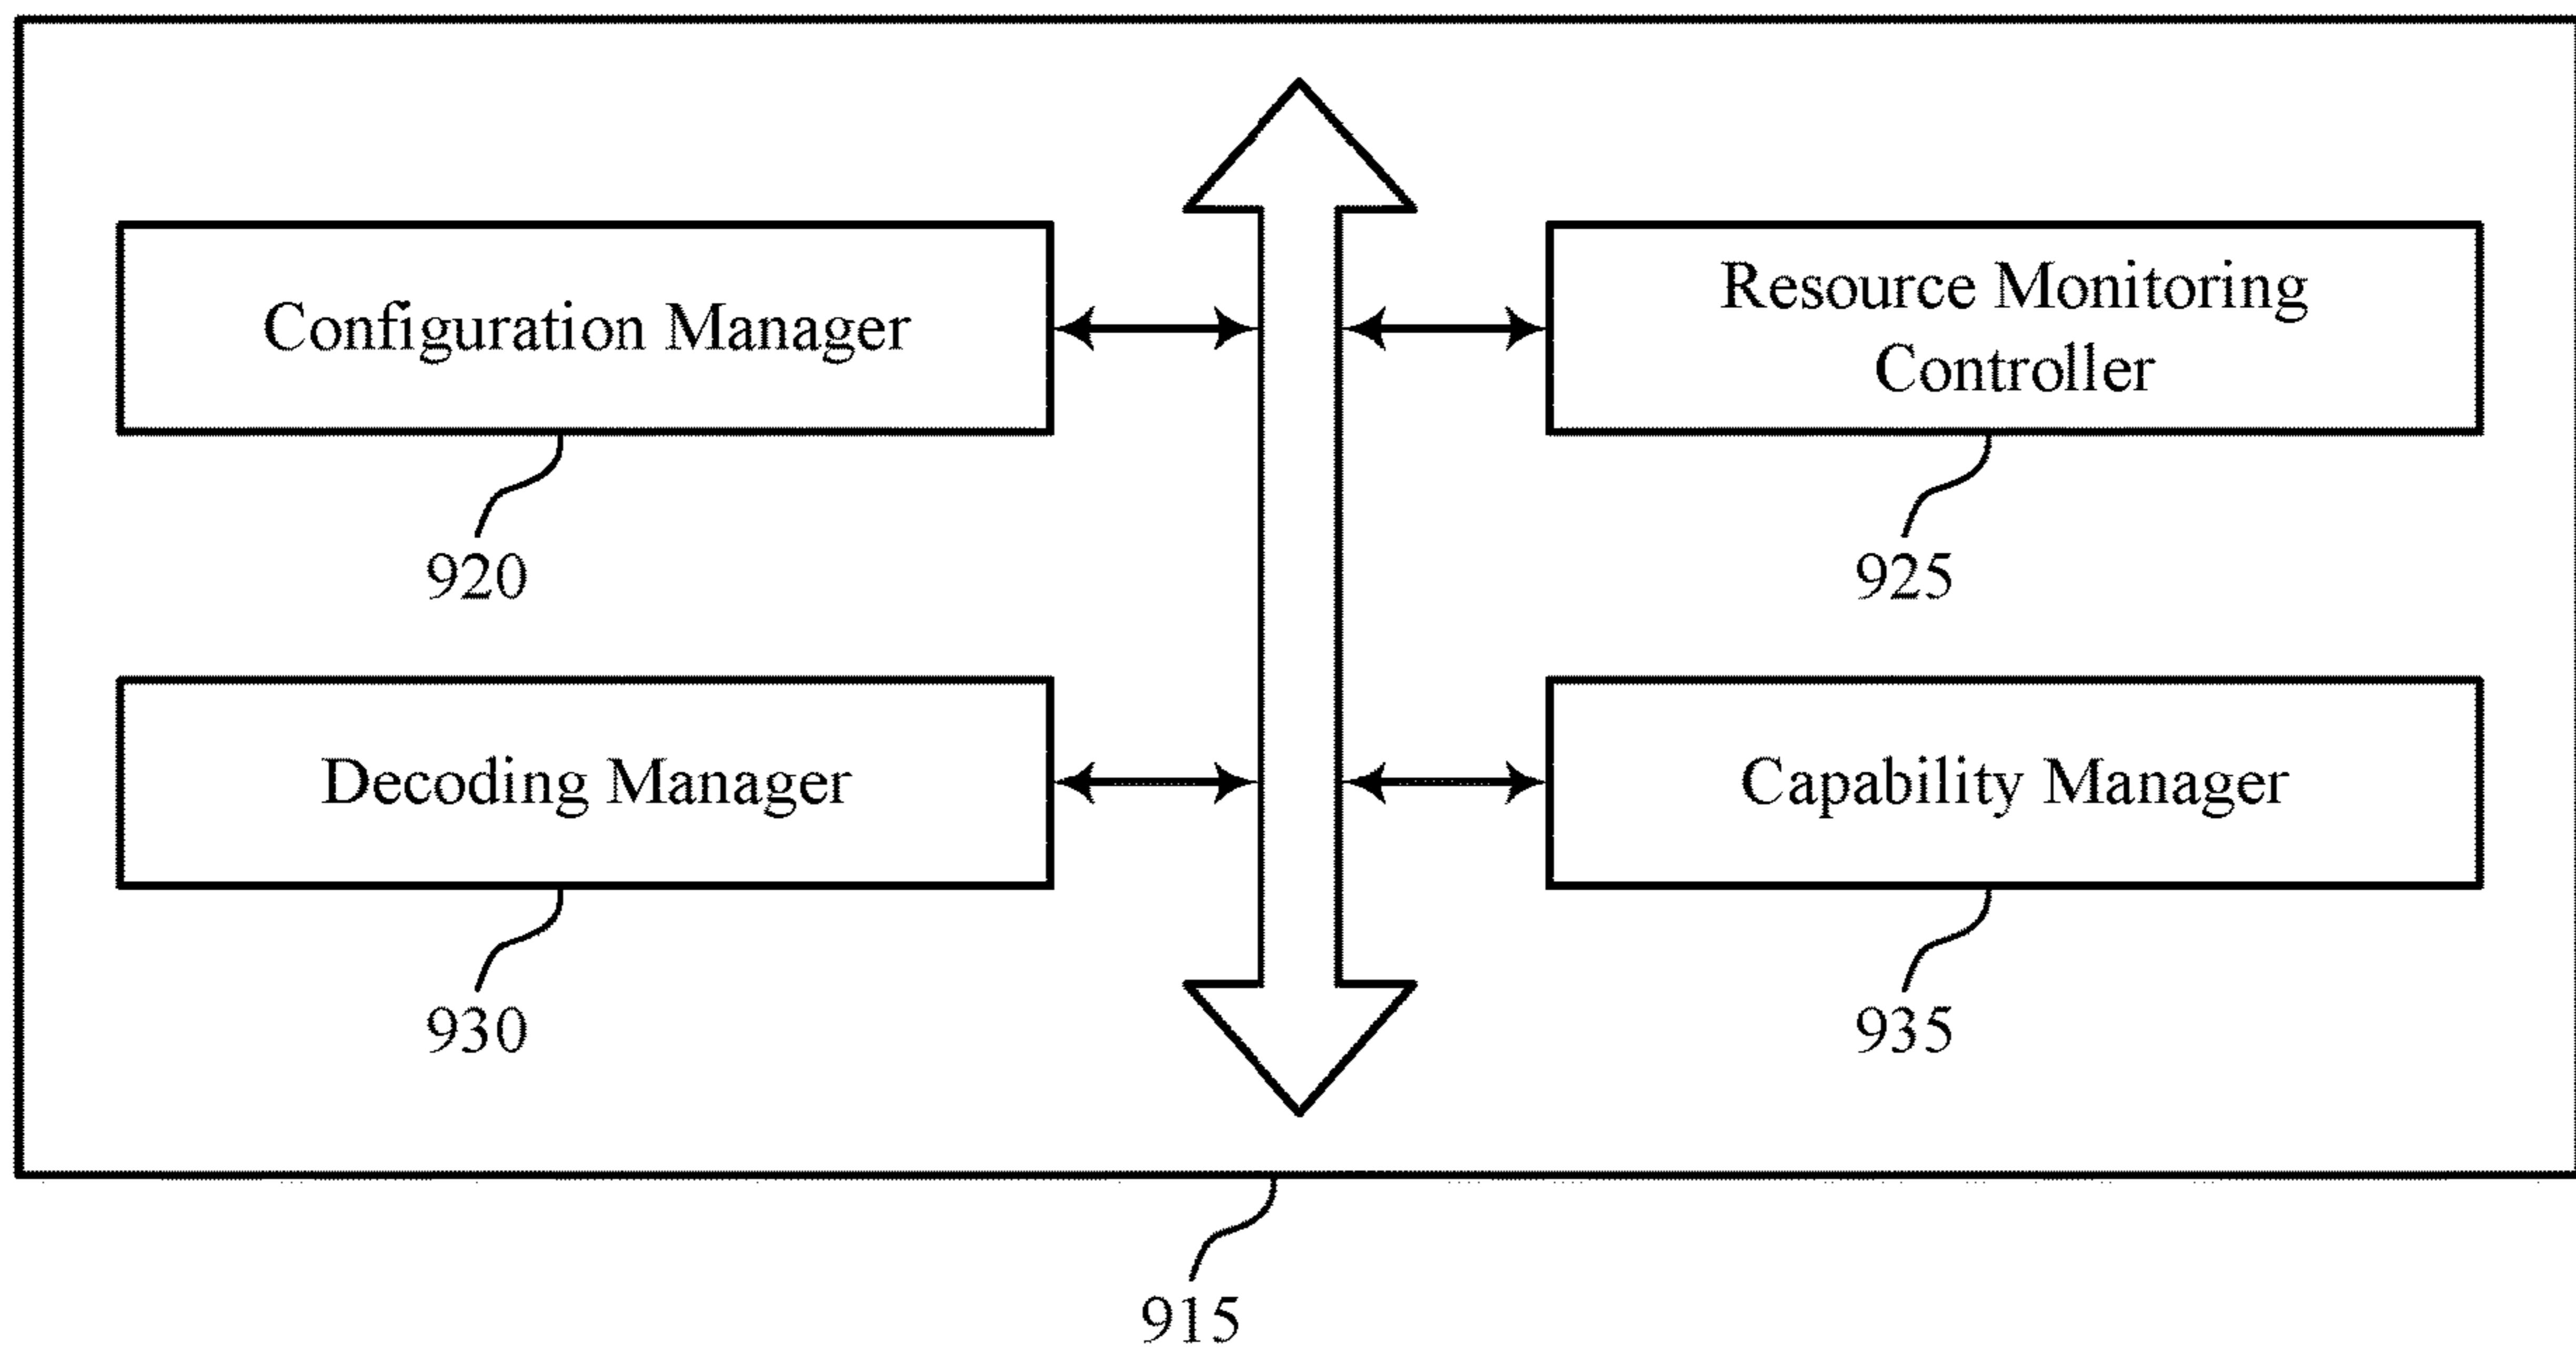 Configuration Manager
Resource Monitoring
Controller
920
925
Decoding Manager
Capability Manager
930
935
915